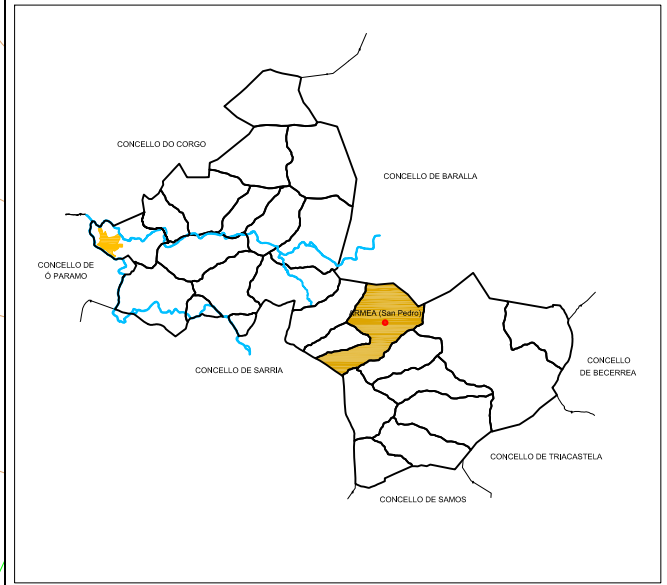 CONCELLO DO CORGO
CONCELLO DE BARALLA
CONCELLO DE
Ó PARAMO
ARMEA (San Pedro)
CONCELLO DE SARRIA
CONCELLO
DE BECERREA
CONCELLO DE TRIACASTELA
CONCELLO DE SAMOS